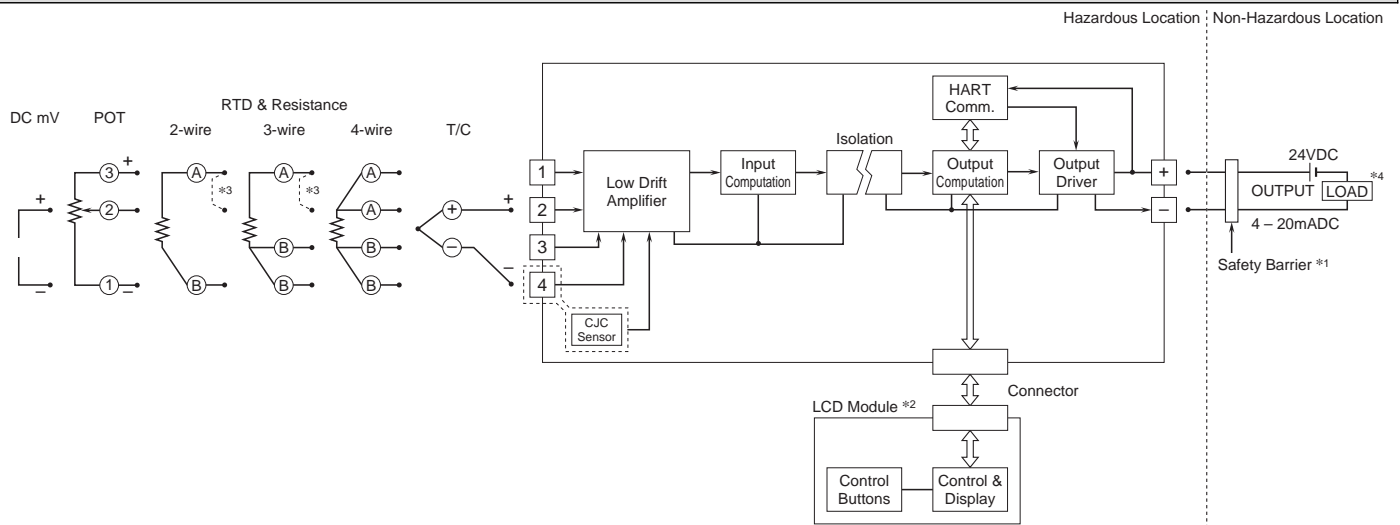 Hazardous Location
Non-Hazardous Location
DC mV
POT
RTD & Resistance
2-wire
3-wire
4-wire
T/C
+
–
3 +
2
1 –
A
*3
B
A
*3
B
B
A
A
B
B
+
–
+
–
1
2
3
4
CJC
Sensor
Low Drift
Amplifier
Input
Computation
Isolation
HART
Comm.
Output
Computation
Output
Driver
+
–
24VDC
*4
OUTPUT
LOAD
4 – 20mADC
Safety Barrier *1
Connector
LCD Module *2
Control
Buttons
Control &
Display